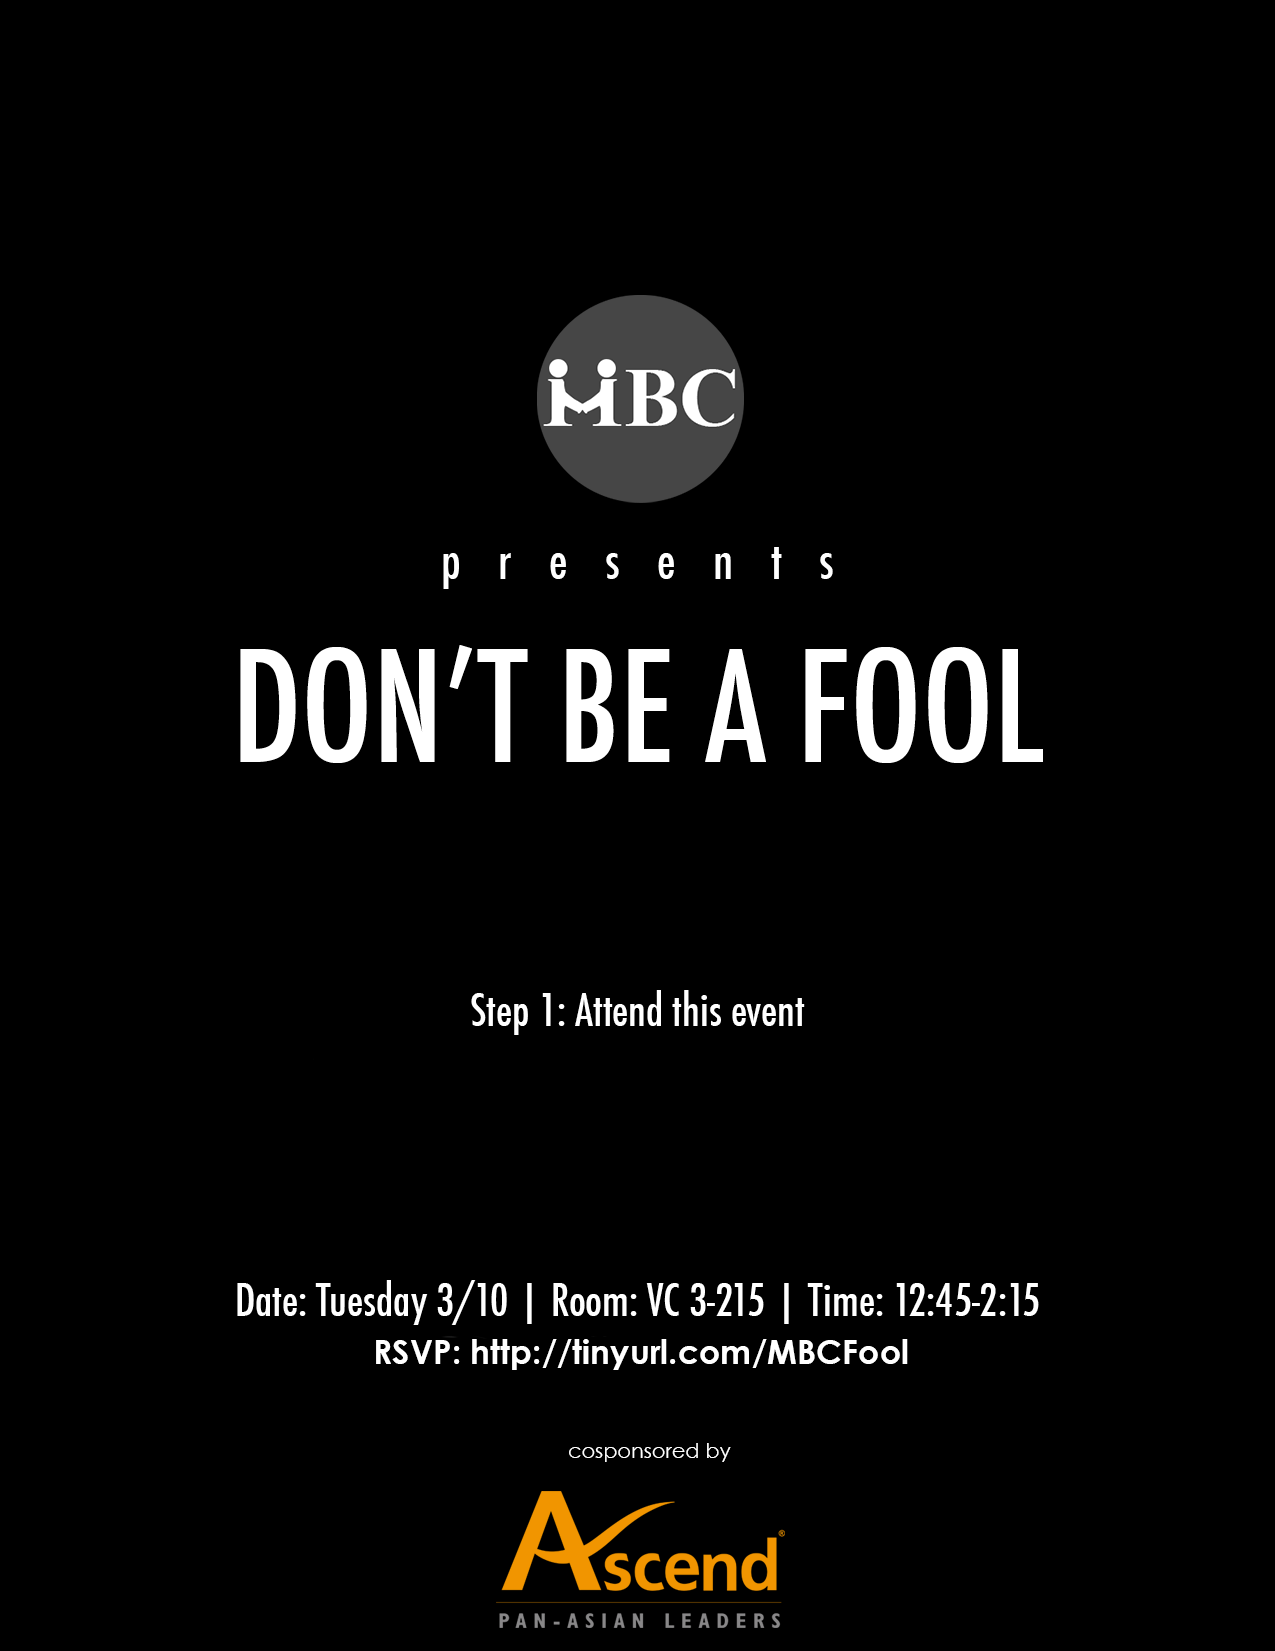 MBC
presents
DON'T BE A FOOL
Step 1: Attend this event
Date: Tuesday 3/10 | Room: VC 3-215 | Time: 12:45-2:15
RSVP: http://tinyurl.com/MBCFool
cosponsored by
Ascend®
PAN-ASIAN LEADERS